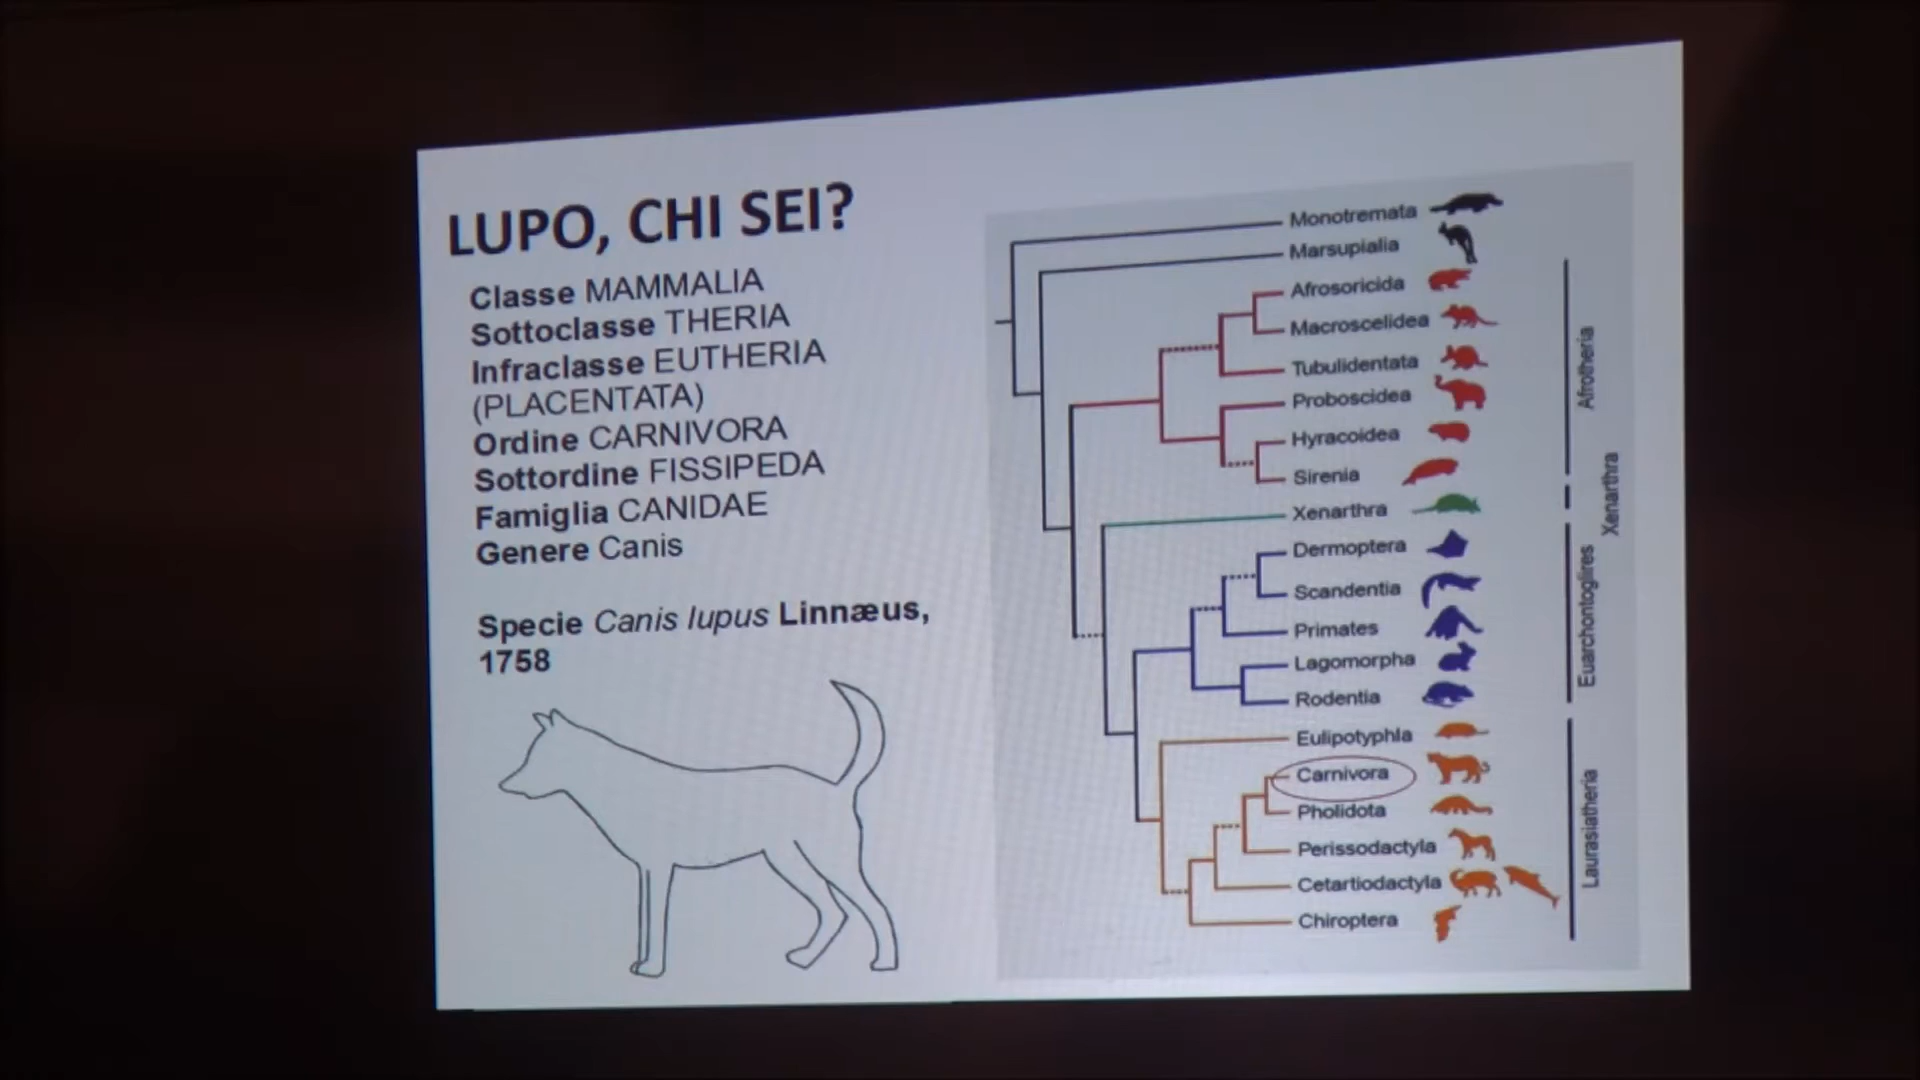 LUPO, CHI SEI?
Classe MAMMALIA
Sottoclasse THERIA
Infraclasse EUTHERIA
(PLACENTATA)
Ordine CARNIVORA
Sottordine FISSIPEDA
Famiglia CANIDAE
Genere Canis
Specie Canis lupus Linnæus,
1758
Monotremata
Marsupialia
Afrosoricida
Macroscelidea
Tubulidentata
Proboscidea
Hyracoidea
Sirenia
Xenarthra
Dermoptera
Scandentia
Primates
Lagomorpha
Rodentia
Eulipotyphla
Carnivora
Pholidota
Perissodactyla
Cetartiodactyla
Chiroptera
Afrotheria
Xenarthra
Euarchontoglires
Laurasiatheria